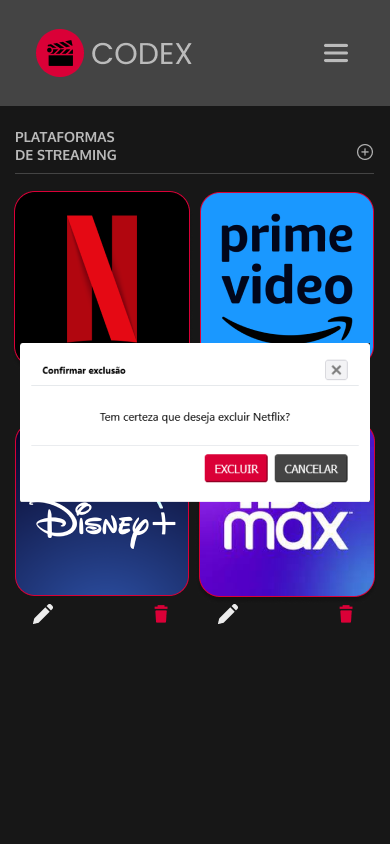 CODEX
PLATAFORMAS
DE STREAMING
prime
video
Confirmar exclusão
Tem certeza que deseja excluir Netflix?
EXCLUIR
CANCELAR
Disney+
max